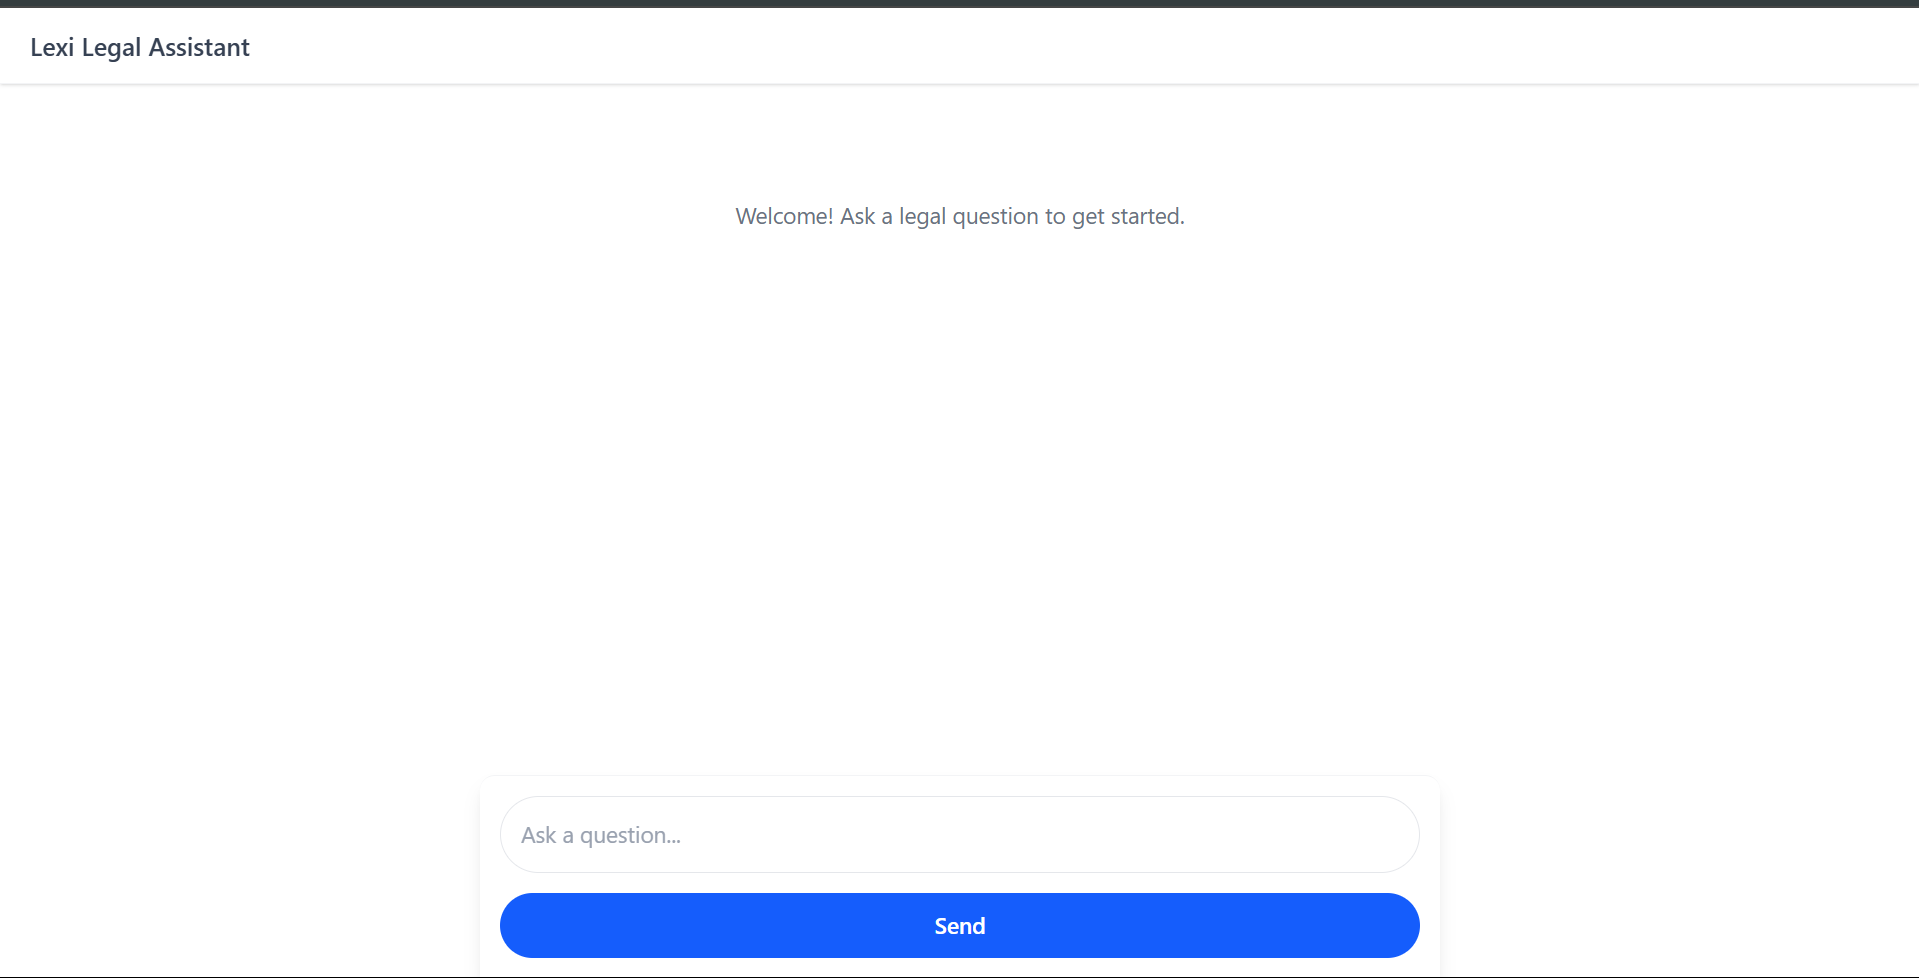 Lexi Legal Assistant
Welcome! Ask a legal question to get started.
Ask a question...
Send